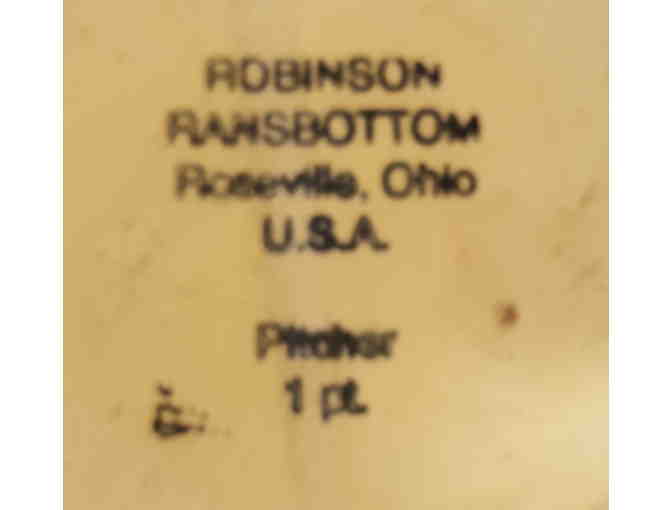 ROBINSON
RANSBOTTOM
Roseville, Ohio
U.S.A.
Pitcher
1 pt.